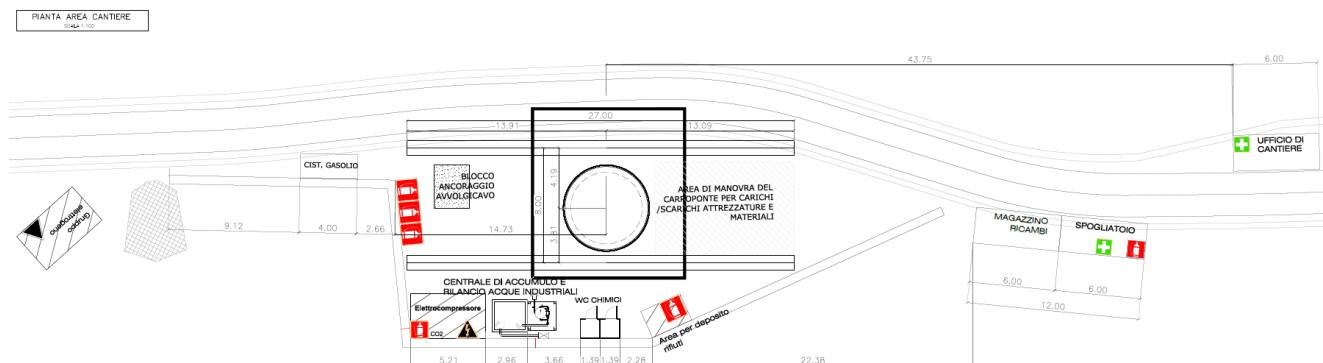 PIANTA AREA CANTIERE
SCALA 1:100
43.75
6.00
27.00
13.91
13.09
UFFICIO DI
CANTIERE
CIST. GASOLIO
BLOCCO
ANCORAGGIO
AVVOLGICAVO
4.19
8.00
3.81
AREA DI MANOVRA DEL
CARROPONTE PER CARICHI
/SCARICHI ATTREZZATURE E
MATERIALI
Gruppo
elettrogeno
9.12
4.00
2.66
14.73
MAGAZZINO
RICAMBI
SPOGLIATOIO
6.00
6.00
12.00
CENTRALE DI ACCUMULO E
RILANCIO ACQUE INDUSTRIALI
Elettrocompressore
CO2
WC CHIMICI
Area per deposito
rifiuti
5.21
2.96
3.66
1.39
1.39
2.28
22.38